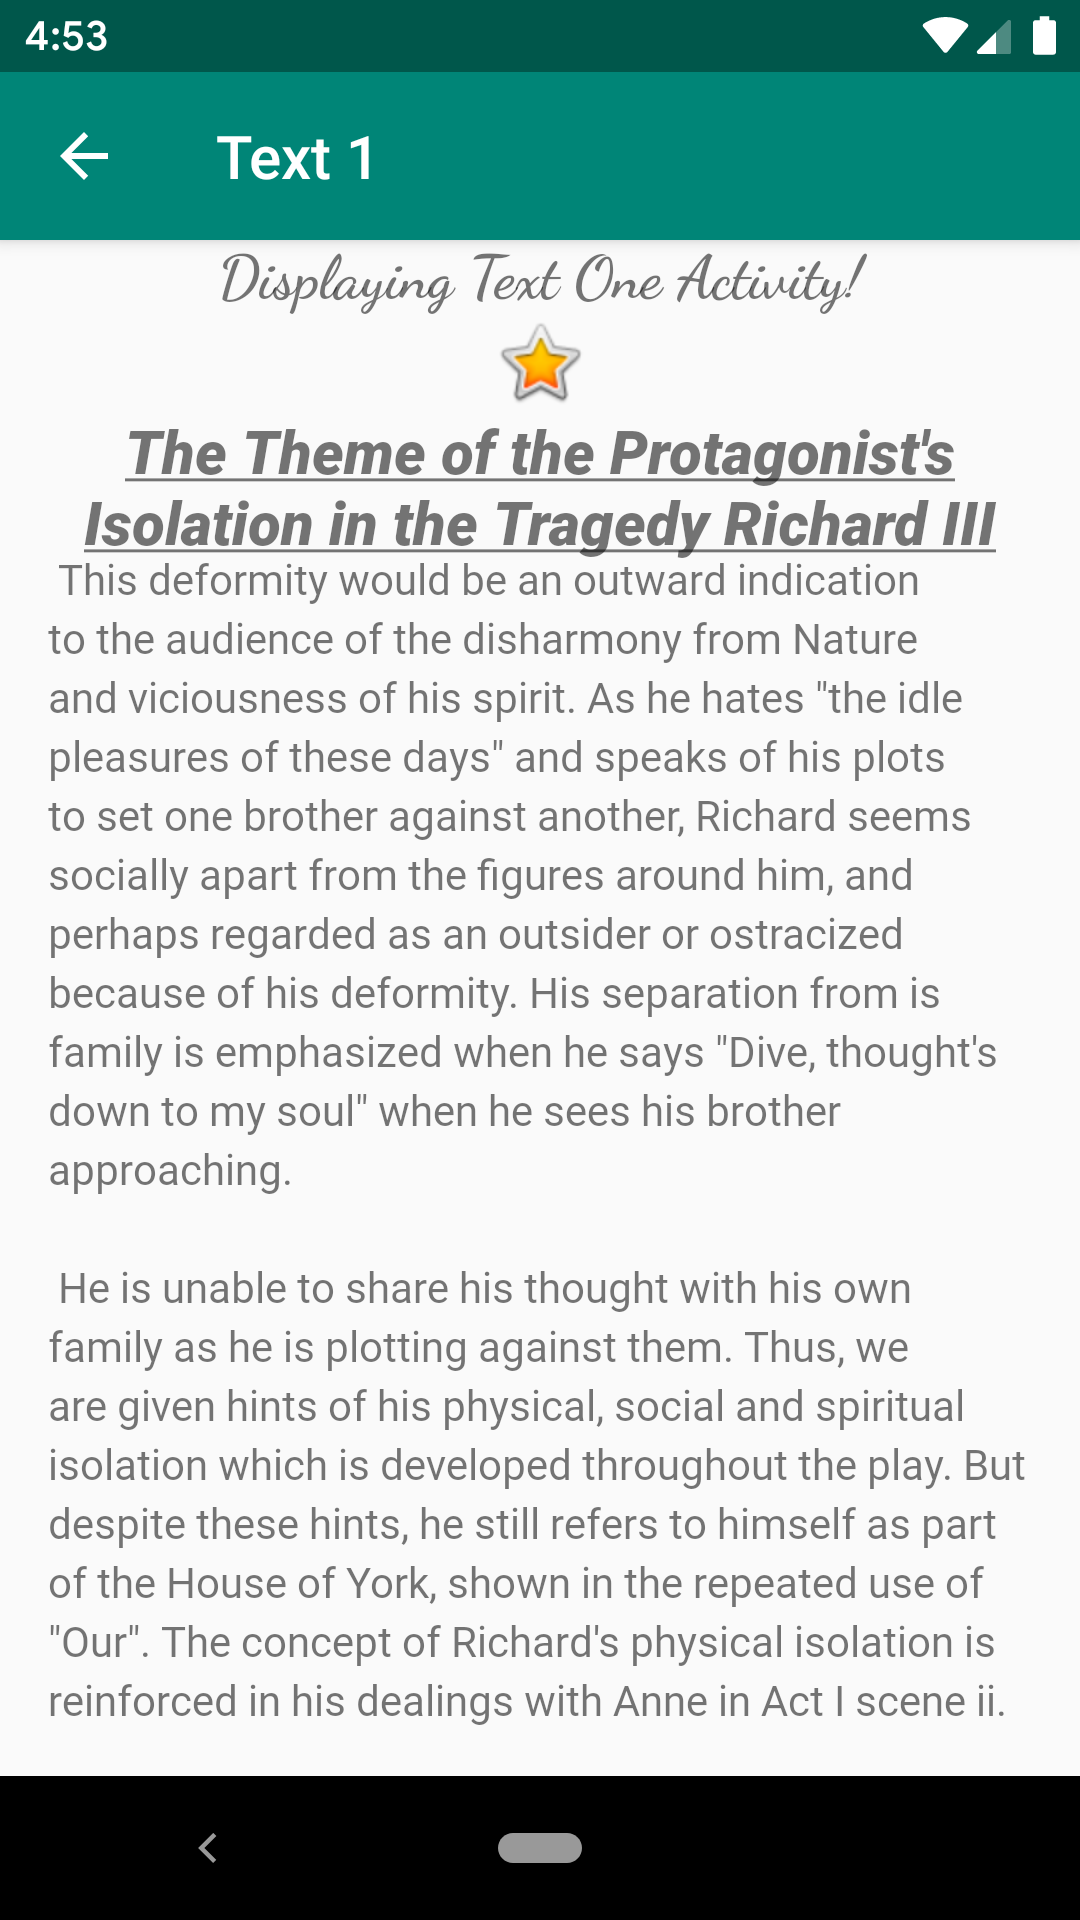 4:53
Text 1
Displaying Text One Activity!
The Theme of the Protagonist's
Isolation in the Tragedy Richard III
This deformity would be an outward indication
to the audience of the disharmony from Nature
and viciousness of his spirit. As he hates "the idle
pleasures of these days" and speaks of his plots
to set one brother against another, Richard seems
socially apart from the figures around him, and
perhaps regarded as an outsider or ostracized
because of his deformity. His separation from is
family is emphasized when he says "Dive, thought's
down to my soul" when he sees his brother
approaching.
He is unable to share his thought with his own
family as he is plotting against them. Thus, we
are given hints of his physical, social and spiritual
isolation which is developed throughout the play. But
despite these hints, he still refers to himself as part
of the House of York, shown in the repeated use of
"Our". The concept of Richard's physical isolation is
reinforced in his dealings with Anne in Act I scene ii.